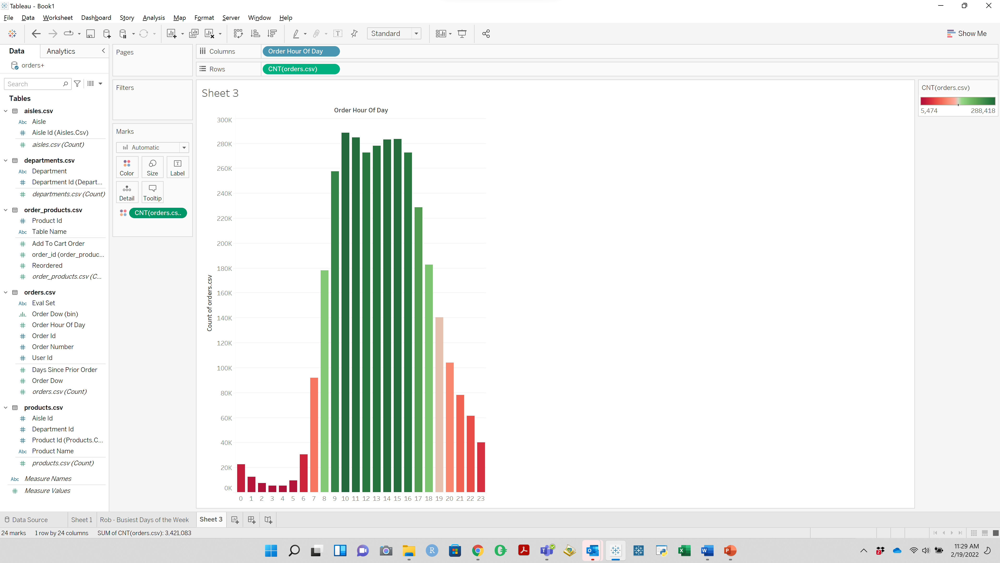 Tableau - Book1
File Data Worksheet Dashboard Story Analysis Map Format Server Window Help
Standard
Show Me
Data Analytics
orders+
Search
Tables
aisles.csv
Abc Aisle
# Aisle Id (Aisles.Csv)
# aisles.csv (Count)
departments.csv
Abc Department
# Department Id (Depart...
# departments.csv (Count)
order_products.csv
# Product Id
Abc Table Name
# Add To Cart Order
# order_id (order_produc...
# Reordered
# order_products.csv (C...
orders.csv
Abc Eval Set
Order Dow (bin)
# Order Hour Of Day
# Order Id
# Order Number
# User Id
# Days Since Prior Order
# Order Dow
# orders.csv (Count)
products.csv
# Aisle Id
# Department Id
# Product Id (Products.C...
Abc Product Name
# products.csv (Count)
Abc Measure Names
# Measure Values
Pages
Filters
Marks
Automatic
Color Size Label
Detail Tooltip
CNT(orders.cs..
Columns Order Hour Of Day
Rows CNT(orders.csv)
Sheet 3
Order Hour Of Day
300K
280K
260K
240K
220K
200K
180K
160K
140K
120K
100K
80K
60K
40K
20K
0K
Count of orders.csv
0 1 2 3 4 5 6 7 8 9 10 11 12 13 14 15 16 17 18 19 20 21 22 23
CNT(orders.csv)
5,474 288,418
Data Source Sheet 1 Rob - Busiest Days of the Week Sheet 3
24 marks 1 row by 24 columns SUM of CNT(orders.csv): 3,421,083
11:29 AM
2/19/2022